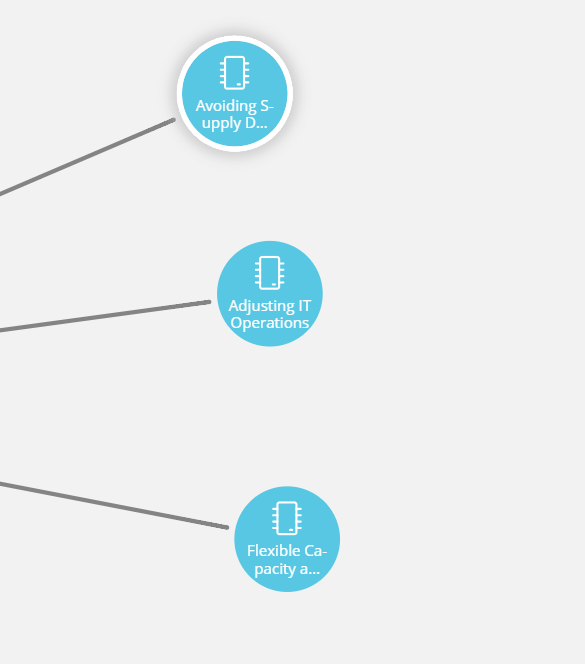 Avoiding S-
upply D...
Adjusting IT
Operations
Flexible Ca-
pacity a...